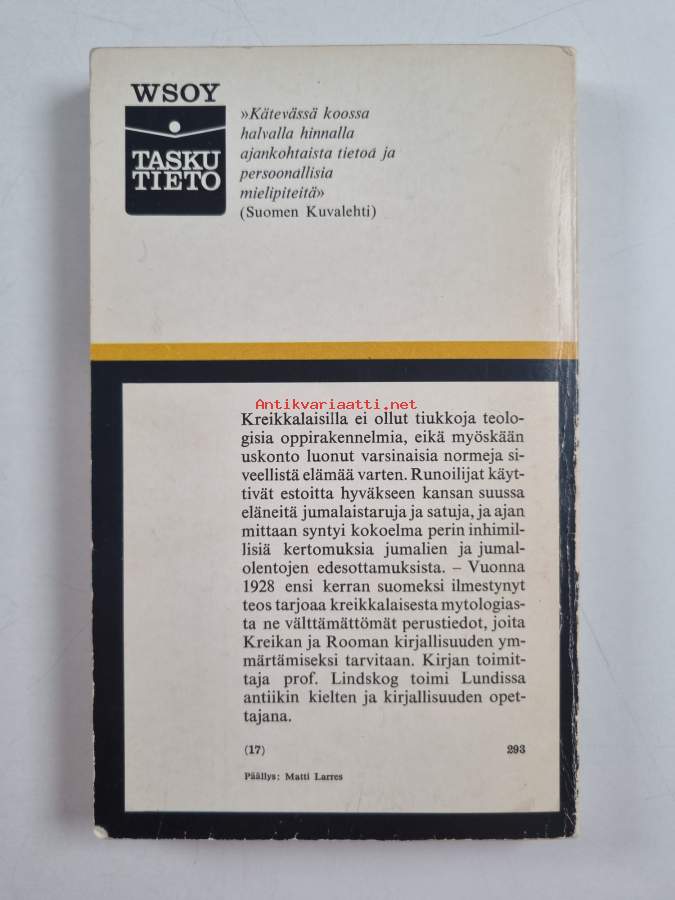 WSOY
TASKU
TIETO
»Kätevässä koossa
halvalla hinnalla
ajankohtaista tietoa ja
persoonallisia
mielipiteitä»
(Suomen Kuvalehti)
Antikvariaatti.net
Kreikkalaisilla ei ollut tiukkoja teolo-
gisia oppirakennelmia, eikä myöskään
uskonto luonut varsinaisia normeja si-
veellistä elämää varten. Runoilijat käyt-
tivät estoitta hyväkseen kansan suussa
eläneitä jumalaistaruja ja satuja, ja ajan
mittaan syntyi kokoelma perin inhimil-
lisiä kertomuksia jumalien ja jumal-
olentojen edesottamuksista. – Vuonna
1928 ensi kerran suomeksi ilmestynyt
teos tarjoaa kreikkalaisesta mytologias-
ta ne välttämättömät perustiedot, joita
Kreikan ja Rooman kirjallisuuden ym-
märtämiseksi tarvitaan. Kirjan toimit-
taja prof. Lindskog toimi Lundissa
antiikin kielten ja kirjallisuuden opet-
tajana.
(17) 293
Päällys: Matti Larres